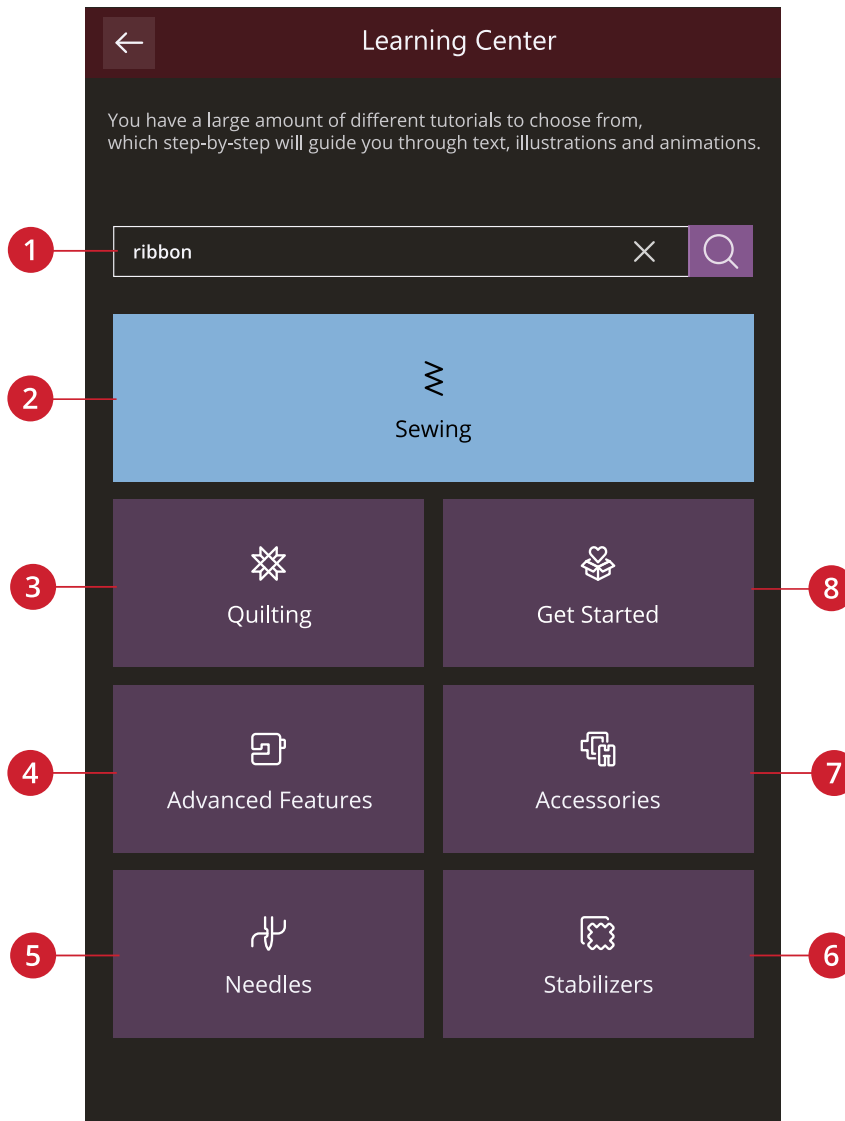 Learning Center
You have a large amount of different tutorials to choose from,
which step-by-step will guide you through text, illustrations and animations.
1
ribbon
2
Sewing
3
Quilting
Get Started
8
4
Advanced Features
Accessories
7
5
Needles
Stabilizers
6